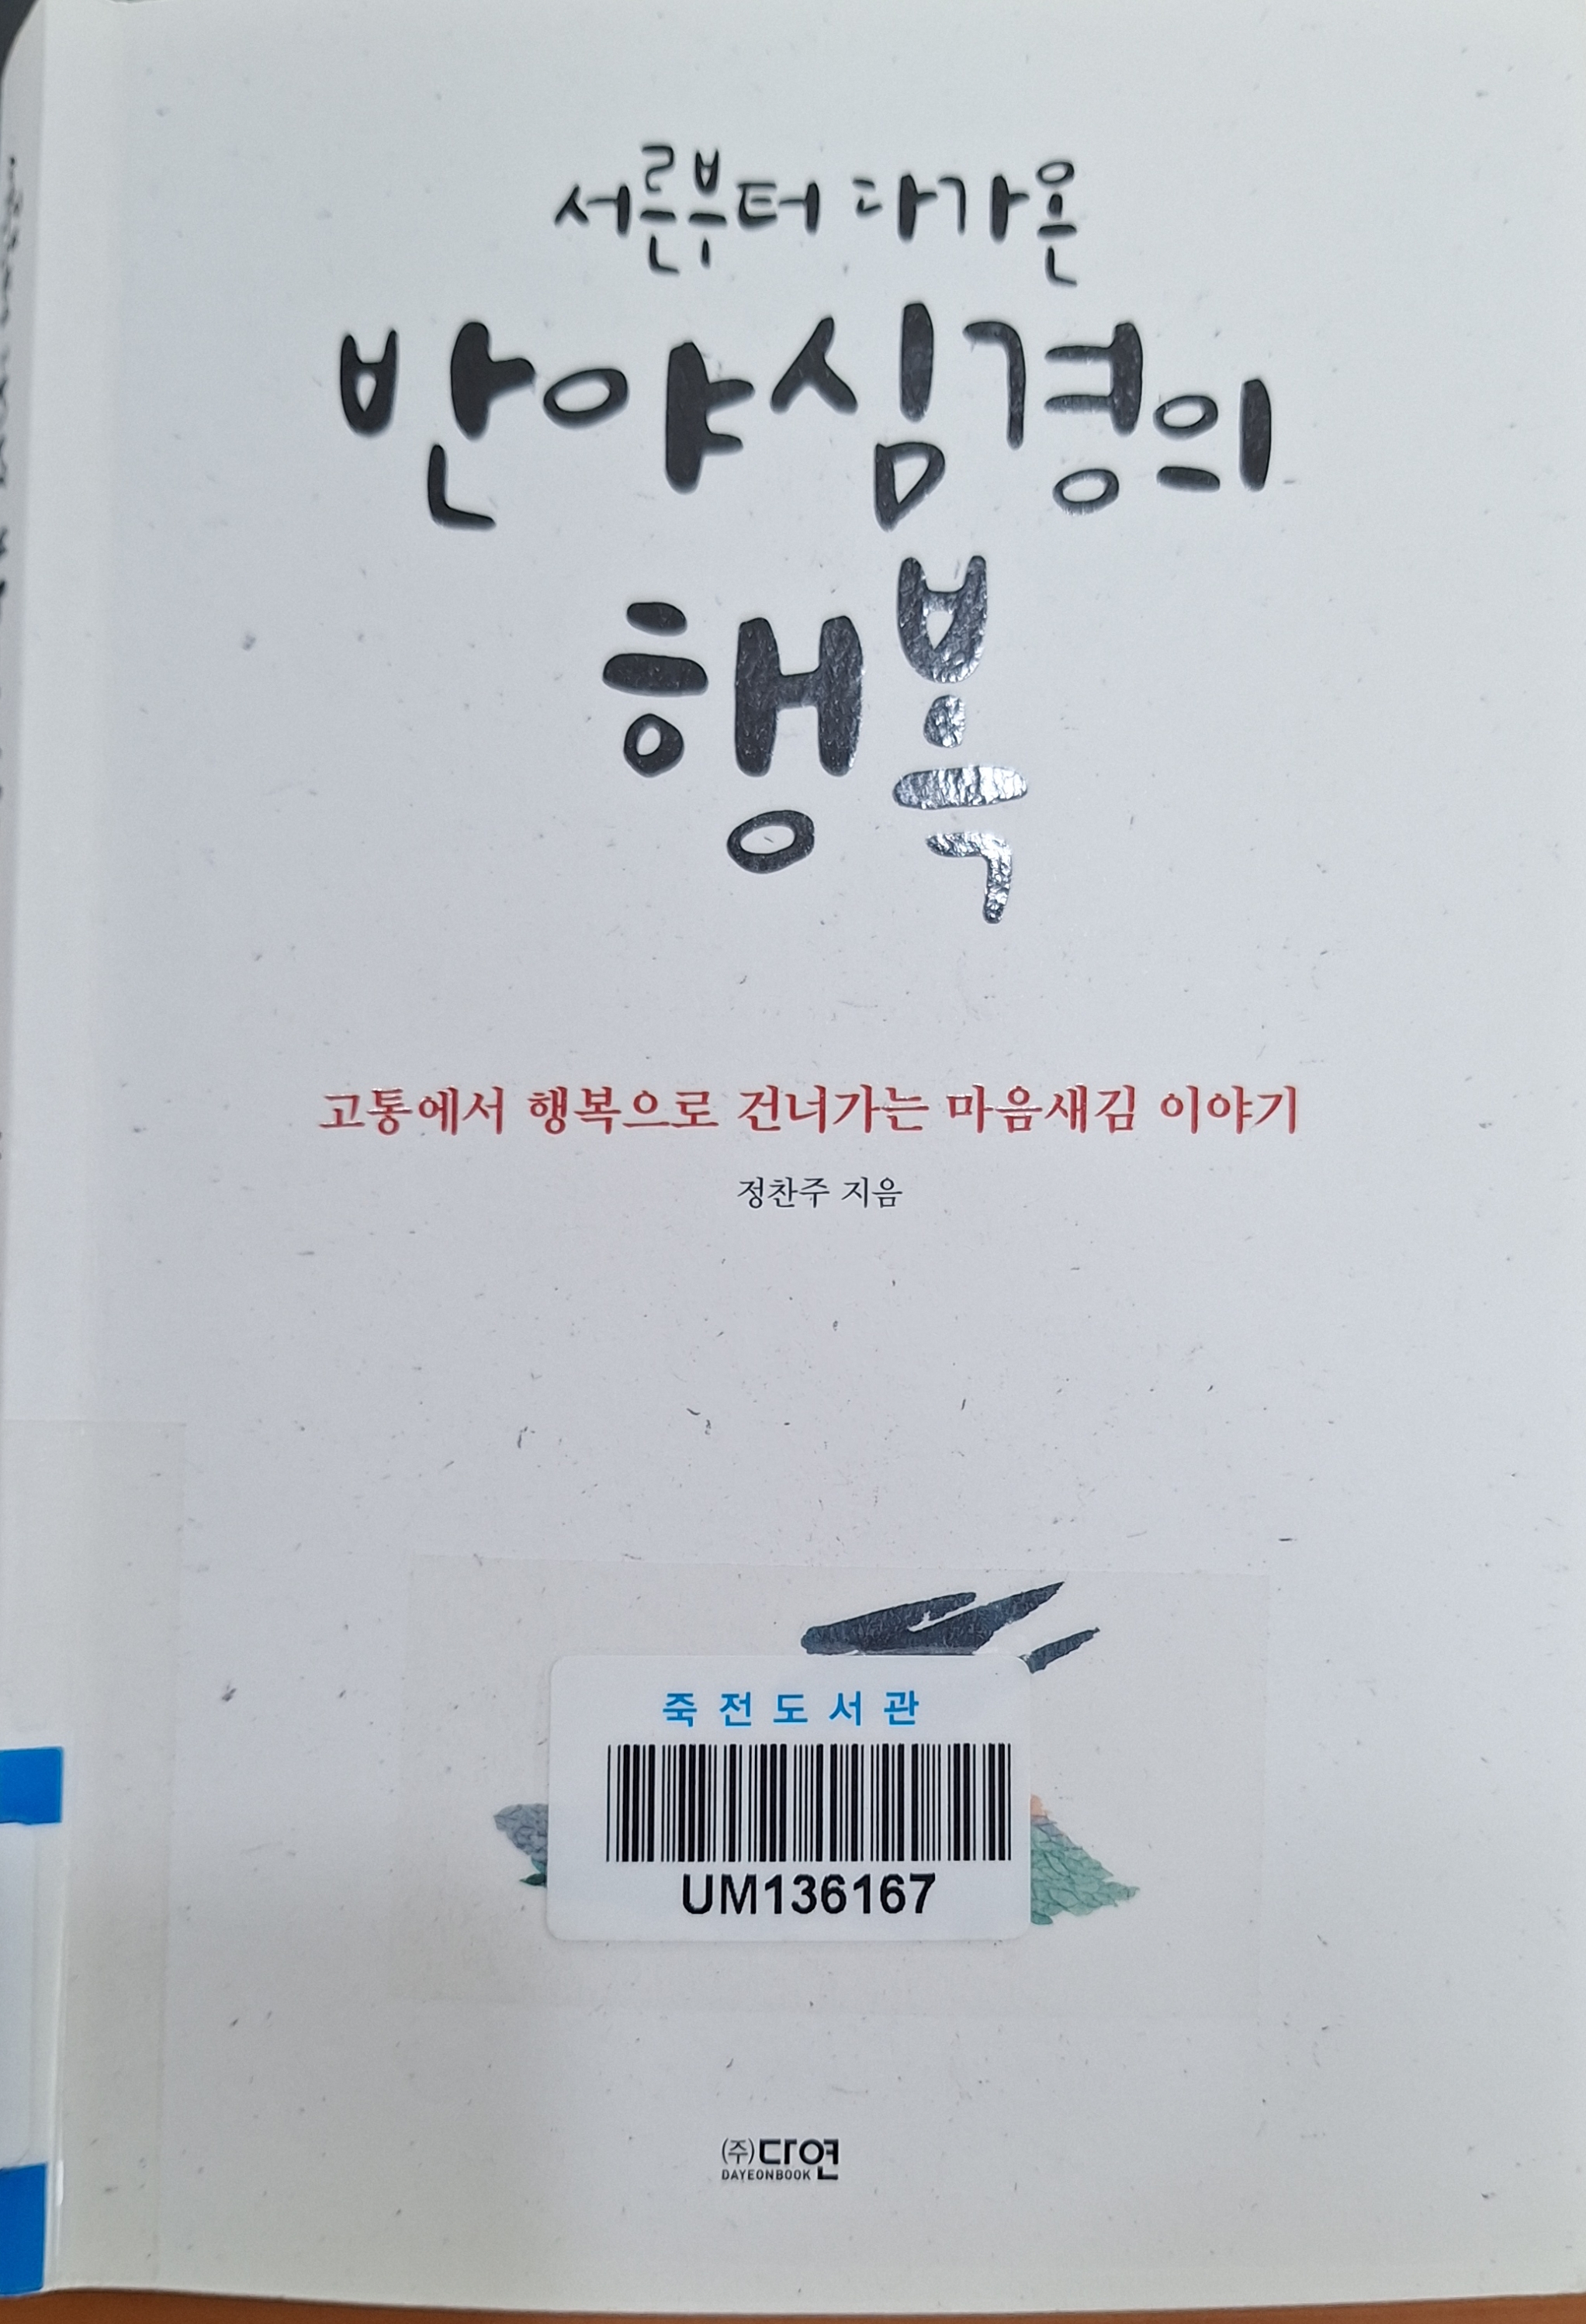 서른부터 다가온
반야심경의
행복
고통에서 행복으로 건너가는 마음새김 이야기
정찬주 지음
죽전도서관
UM136167
(주)다연
DAYEONBOOK